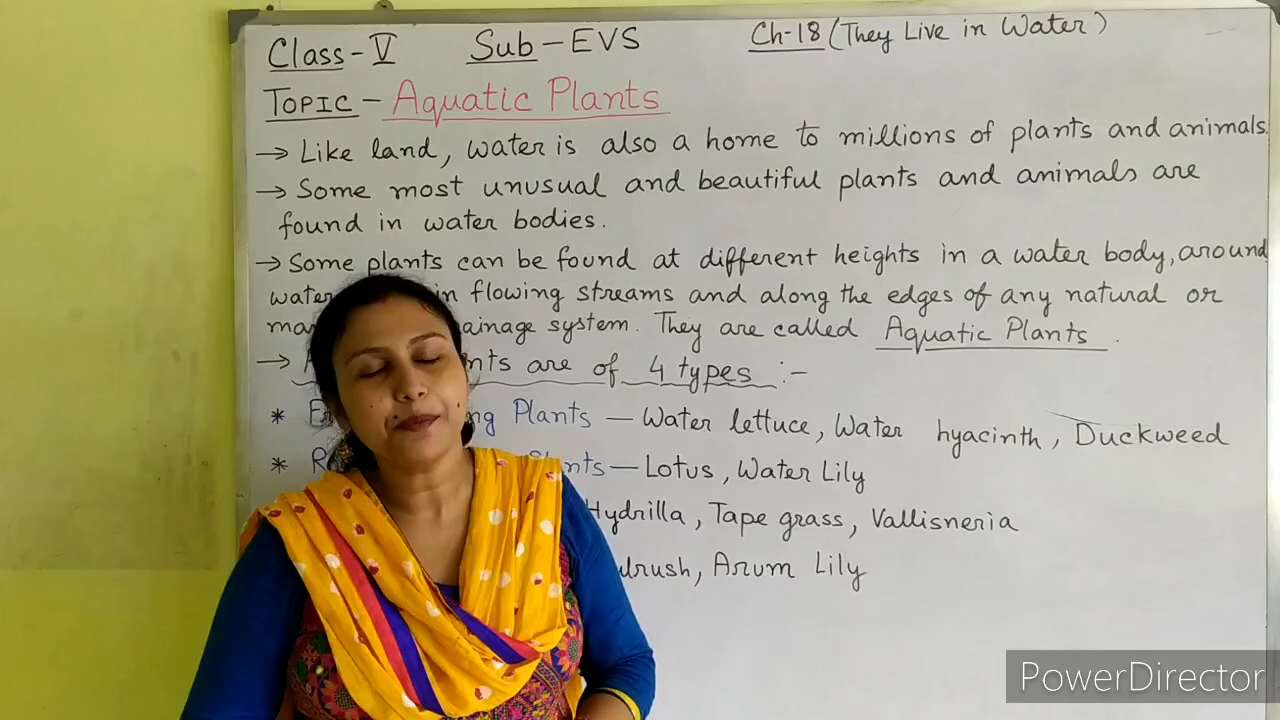 Class-V Sub-EVS Ch-18 (They Live in Water)
TOPIC - Aquatic Plants
→ Like land, water is also a home to millions of plants and animals.
→ Some most unusual and beautiful plants and animals are
found in water bodies.
→ Some plants can be found at different heights in a water body, around
water in flowing streams and along the edges of any natural or
system. They are called Aquatic Plants.
→ are of 4 types :-
* Plants — Water lettuce, Water hyacinth, Duckweed
* — Lotus, Water Lily
Hydrilla, Tape grass, Vallisneria
Arum Lily
PowerDirector